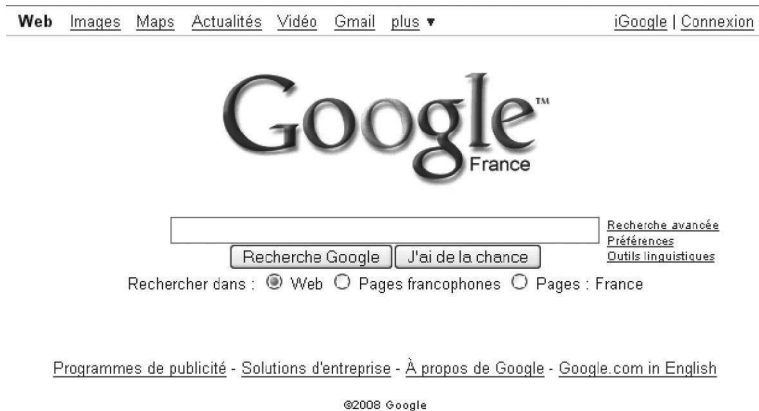 Web Images Maps Actualités Vidéo Gmail plus ▼ iGoogle | Connexion
Google™
France
Recherche avancée
Préférences
Recherche Google J'ai de la chance Outils linguistiques
Rechercher dans : Web Pages francophones Pages : France
Programmes de publicité - Solutions d'entreprise - À propos de Google - Google.com in English
©2008 Google